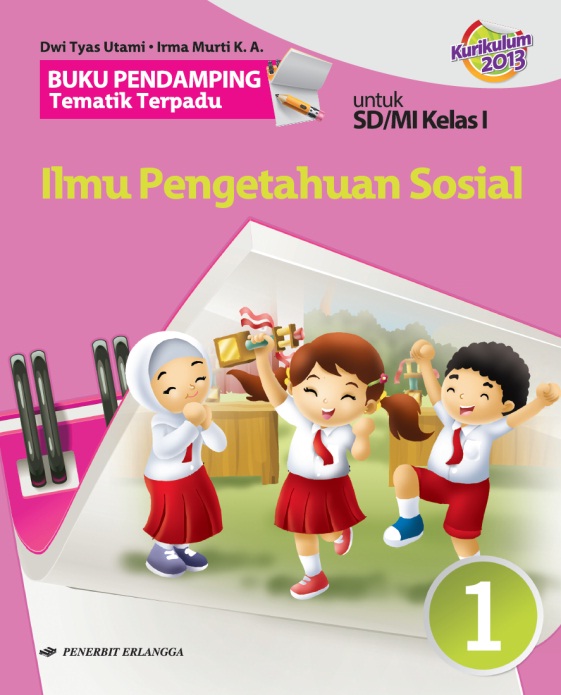 Dwi Tyas Utami • Irma Murti K. A.
BUKU PENDAMPING
Tematik Terpadu
Kurikulum
2013
untuk
SD/MI Kelas I
Ilmu Pengetahuan Sosial
1
PENERBIT ERLANGGA